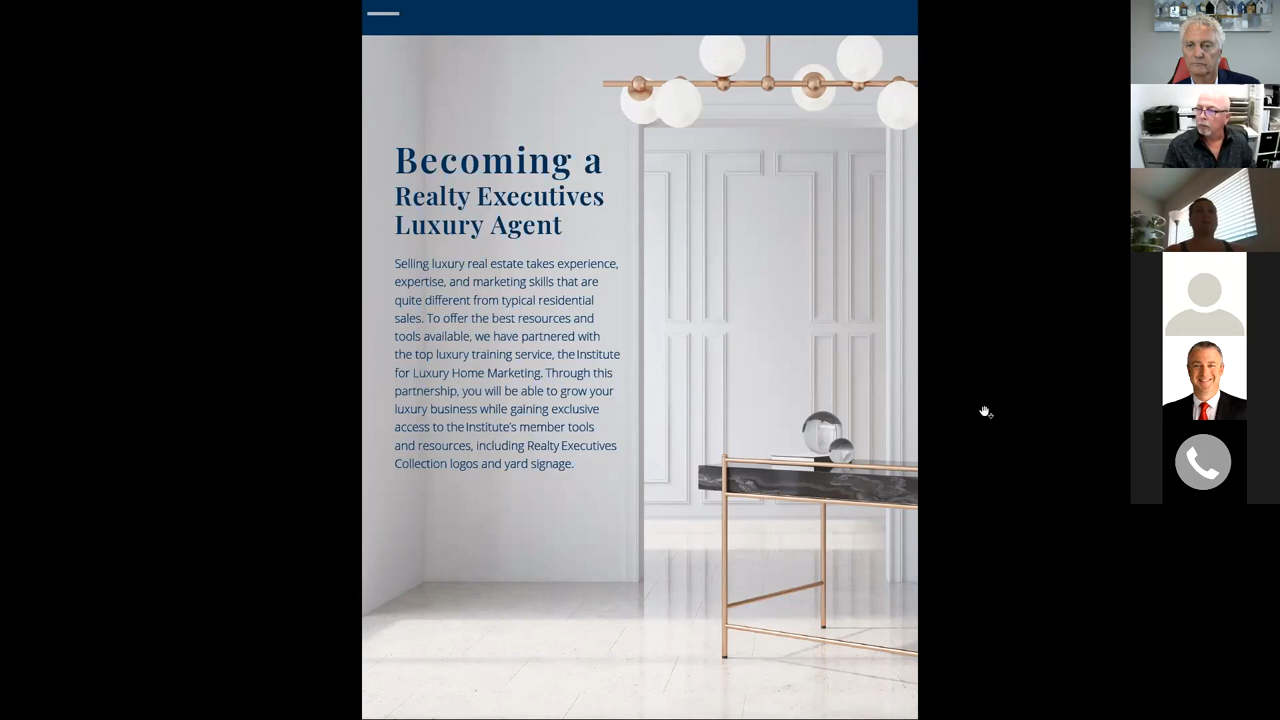 Becoming a
Realty Executives
Luxury Agent
Selling luxury real estate takes experience,
expertise, and marketing skills that are
quite different from typical residential
sales. To offer the best resources and
tools available, we have partnered with
the top luxury training service, the Institute
for Luxury Home Marketing. Through this
partnership, you will be able to grow your
luxury business while gaining exclusive
access to the Institute's member tools
and resources, including Realty Executives
Collection logos and yard signage.